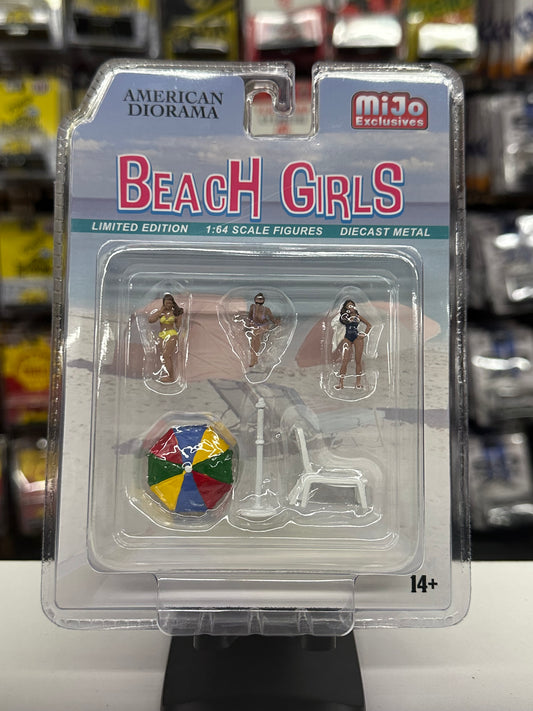 AMERICAN
DIORAMA
MiJo
Exclusives
BEACH GIRLS
LIMITED EDITION 1:64 SCALE FIGURES DIECAST METAL
14+